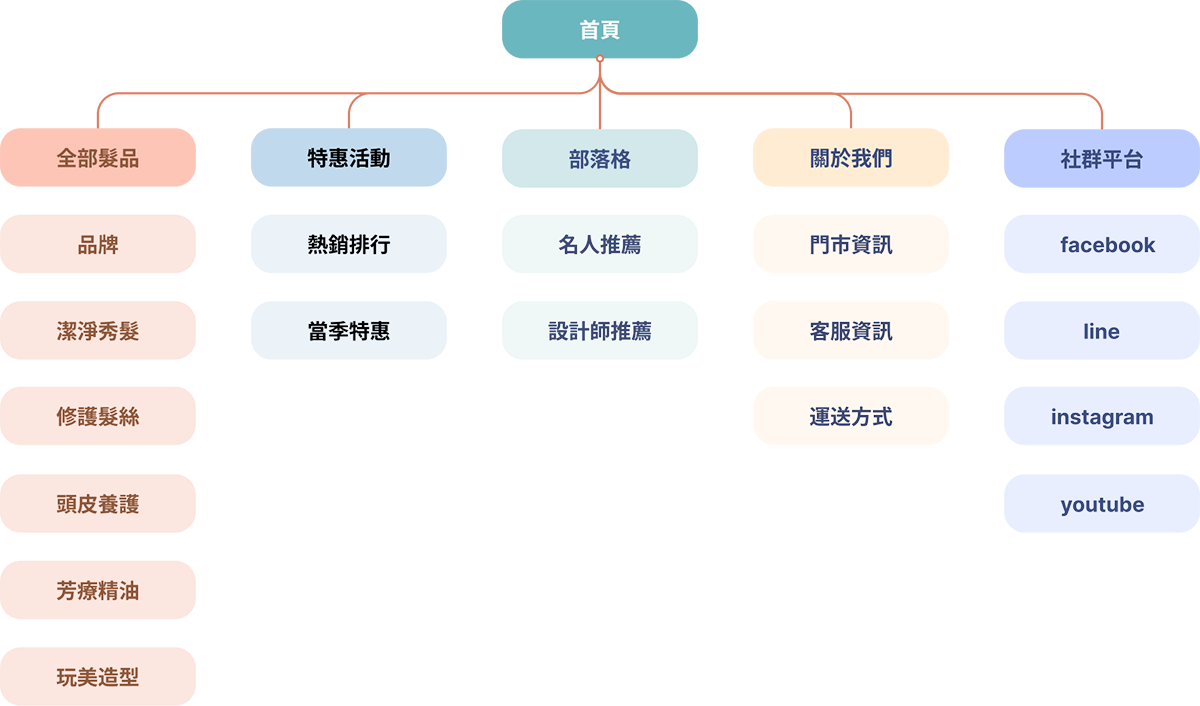 首頁
全部髮品
特惠活動
部落格
關於我們
社群平台
品牌
熱銷排行
名人推薦
門市資訊
facebook
潔淨秀髮
當季特惠
設計師推薦
客服資訊
line
修護髮絲
運送方式
instagram
頭皮養護
youtube
芳療精油
玩美造型